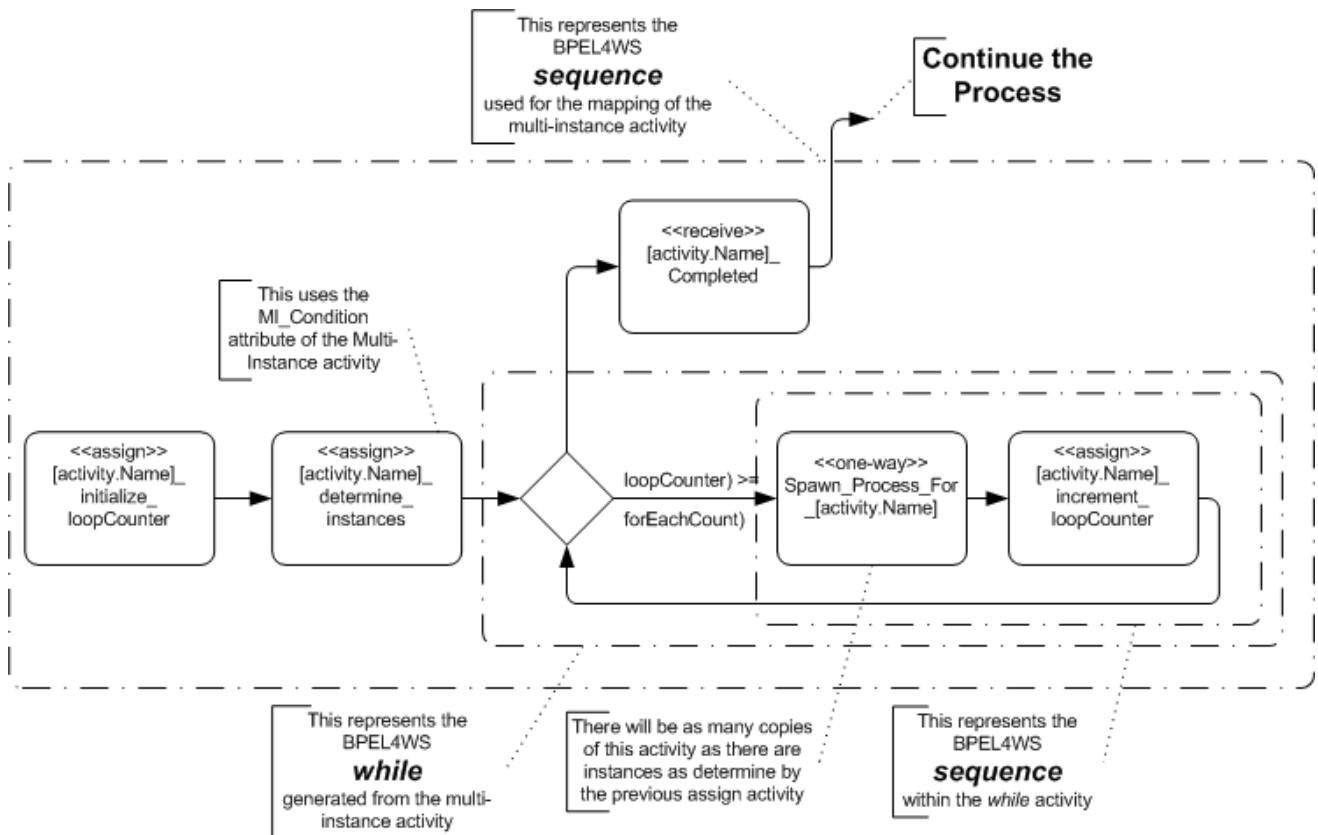 This represents the
BPEL4WS
sequence
used for the mapping of the
multi-instance activity
Continue the
Process
<<receive>>
[activity.Name]_
Completed
This uses the
MI_Condition
attribute of the Multi-
Instance activity
<<assign>>
[activity.Name]_
initialize_
loopCounter
<<assign>>
[activity.Name]_
determine_
instances
loopCounter) >=
forEachCount)
<<one-way>>
Spawn_Process_For
_[activity.Name]
<<assign>>
[activity.Name]_
increment_
loopCounter
This represents the
BPEL4WS
while
generated from the multi-
instance activity
There will be as many copies
of this activity as there are
instances as determine by
the previous assign activity
This represents the
BPEL4WS
sequence
within the while activity